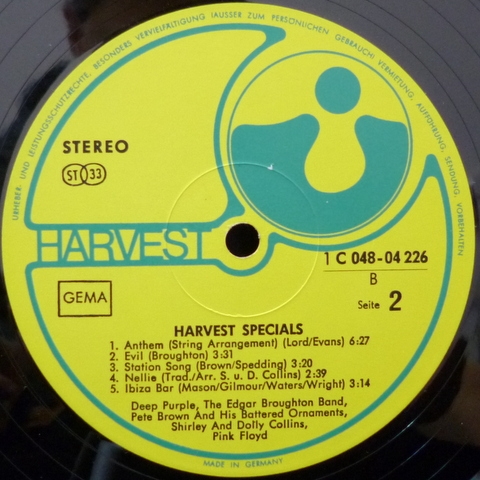 URHEBER- UND LEISTUNGSSCHUTZRECHTE, BESONDERS VERVIELFÄLTIGUNG (AUSSER ZUM PERSÖNLICHEN GEBRAUCH) VERMIETUNG, AUFFÜHRUNG, SENDUNG, VORBEHALTEN
STEREO
ST 33
HARVEST
1 C 048-04 226
B
GEMA
Seite 2
HARVEST SPECIALS
1. Anthem (String Arrangement) (Lord/Evans) 6:27
2. Evil (Broughton) 3:31
3. Station Song (Brown/Spedding) 3:20
4. Nellie (Trad./Arr. S. u. D. Collins) 2:39
5. Ibiza Bar (Mason/Gilmour/Waters/Wright) 3:14
Deep Purple, The Edgar Broughton Band,
Pete Brown And His Battered Ornaments,
Shirley And Dolly Collins,
Pink Floyd
MADE IN GERMANY